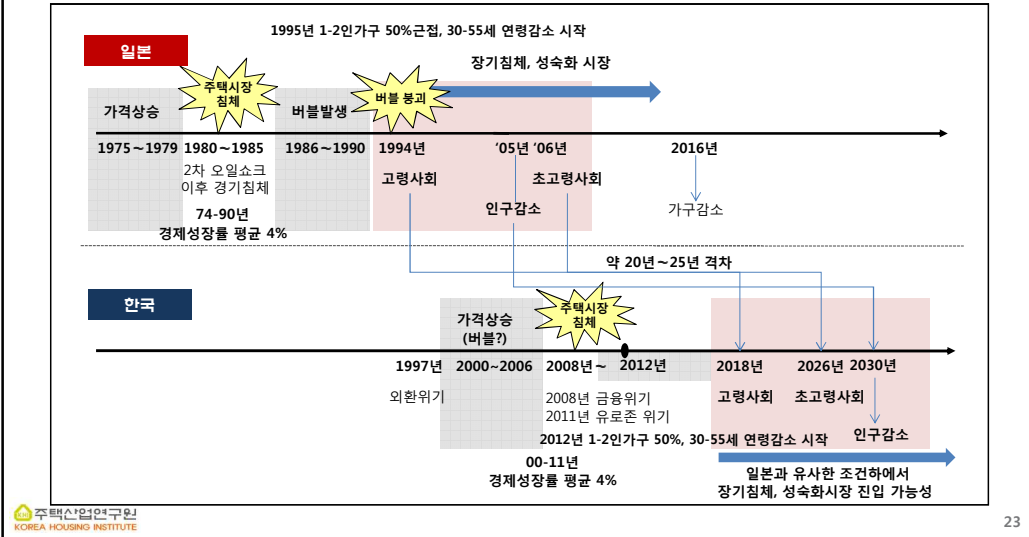 1995년 1-2인가구 50%근접, 30-55세 연령감소 시작
일본
장기침체, 성숙화 시장
주택시장
침체
버블 붕괴
가격상승
버블발생
1975~1979
1980~1985
1986~1990
1994년
‘05년 ‘06년
2016년
2차 오일쇼크
이후 경기침체
고령사회
초고령사회
인구감소
가구감소
74-90년
경제성장률 평균 4%
약 20년~25년 격차
한국
가격상승
(버블?)
주택시장
침체
1997년
2000~2006
2008년~
2012년
2018년
2026년
2030년
외환위기
2008년 금융위기
2011년 유로존 위기
고령사회
초고령사회
2012년 1-2인가구 50%, 30-55세 연령감소 시작
인구감소
00-11년
경제성장률 평균 4%
일본과 유사한 조건하에서
장기침체, 성숙화시장 진입 가능성
KHI 주택산업연구원
KOREA HOUSING INSTITUTE
23